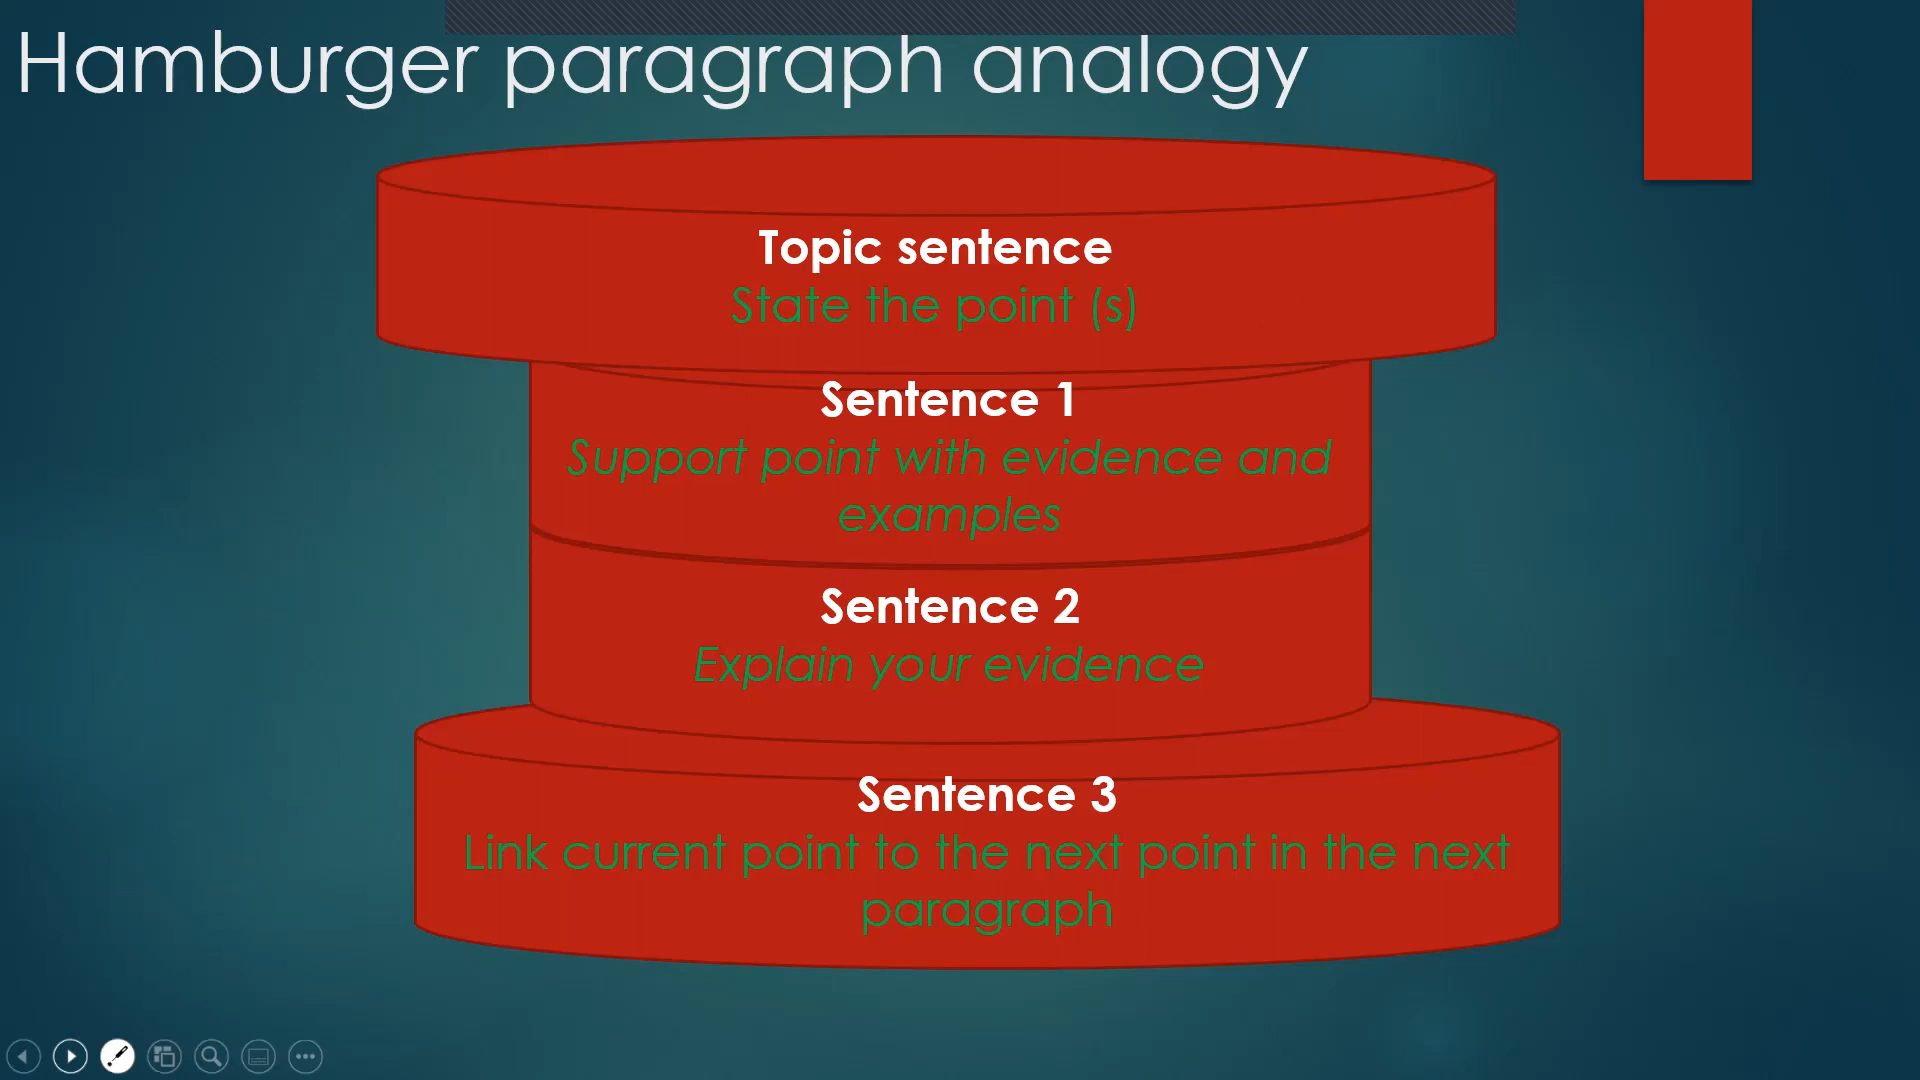 Hamburger paragraph analogy
Topic sentence
State the point (s)
Sentence 1
Support point with evidence and
examples
Sentence 2
Explain your evidence
Sentence 3
Link current point to the next point in the next
paragraph